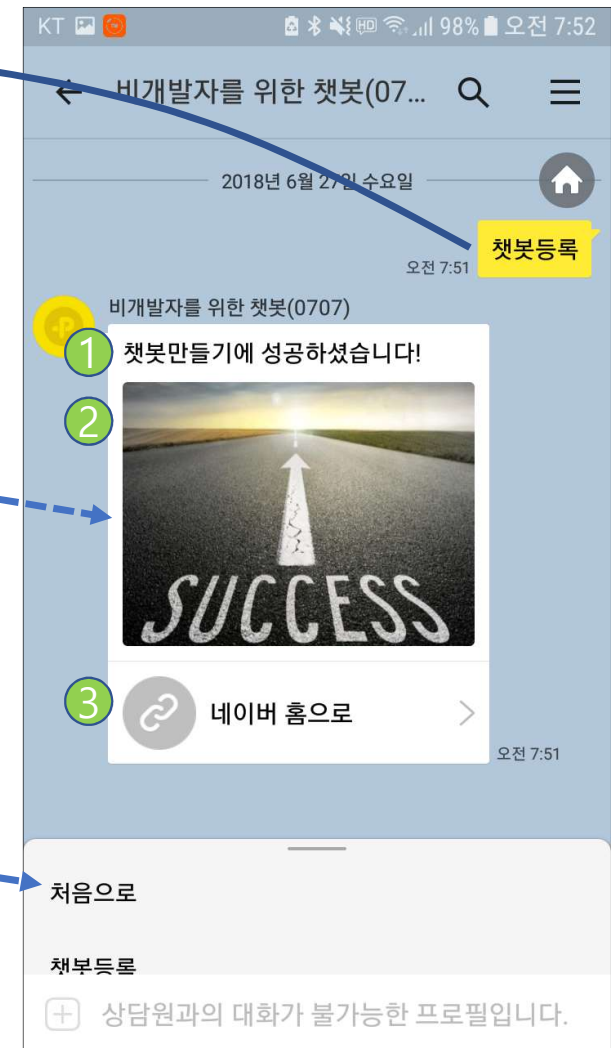 KT 98% 오전 7:52
비개발자를 위한 챗봇(07...
2018년 6월 27일 수요일
챗봇등록
오전 7:51
비개발자를 위한 챗봇(0707)
1 챗봇만들기에 성공하셨습니다!
2
SUCCESS
3 네이버 홈으로
오전 7:51
처음으로
챗봇등록
상담원과의 대화가 불가능한 프로필입니다.